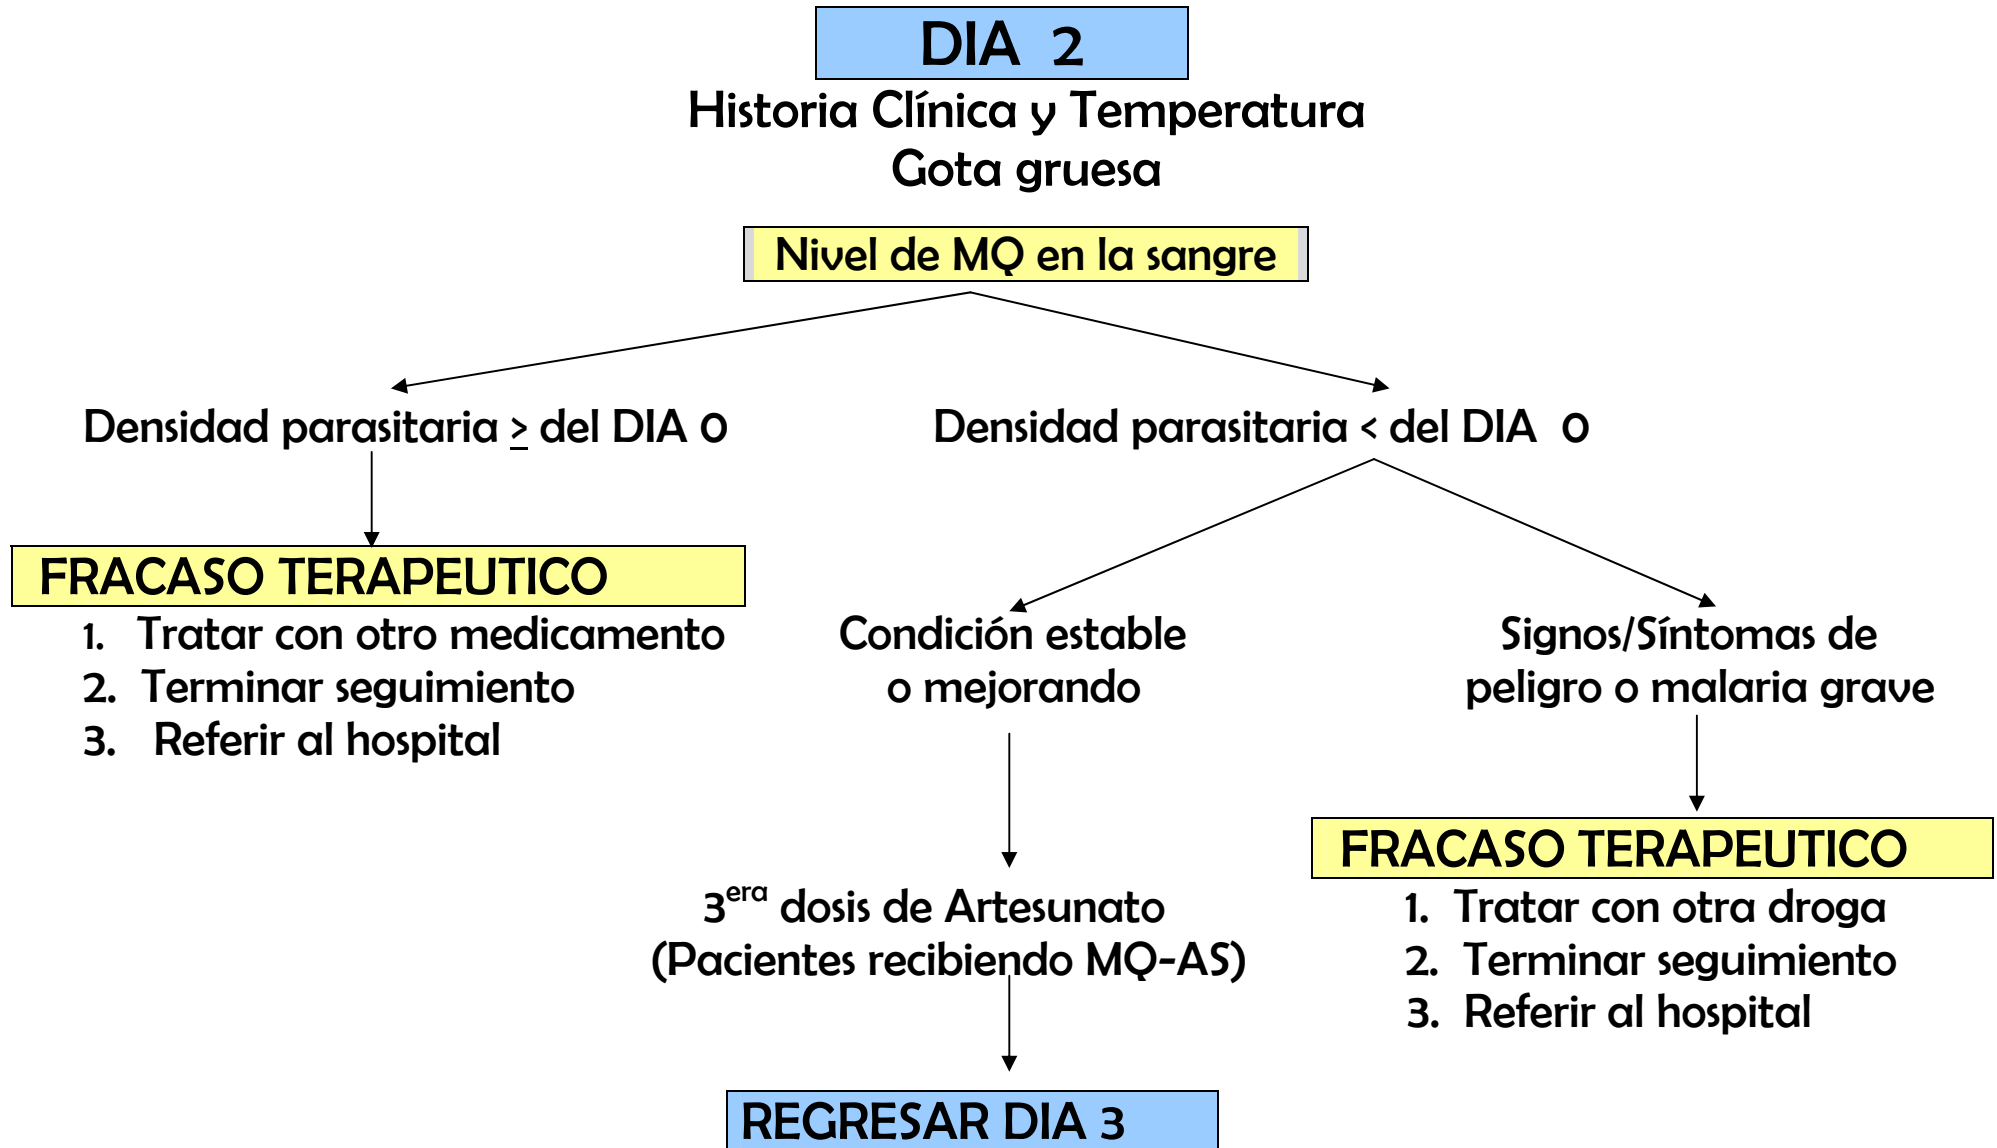 DIA 2
Historia Clínica y Temperatura
Gota gruesa
Nivel de MQ en la sangre
Densidad parasitaria ≥ del DIA 0
Densidad parasitaria < del DIA 0
FRACASO TERAPEUTICO
1. Tratar con otro medicamento
2. Terminar seguimiento
3. Referir al hospital
Condición estable
o mejorando
Signos/Síntomas de
peligro o malaria grave
3era dosis de Artesunato
(Pacientes recibiendo MQ-AS)
FRACASO TERAPEUTICO
1. Tratar con otra droga
2. Terminar seguimiento
3. Referir al hospital
REGRESAR DIA 3